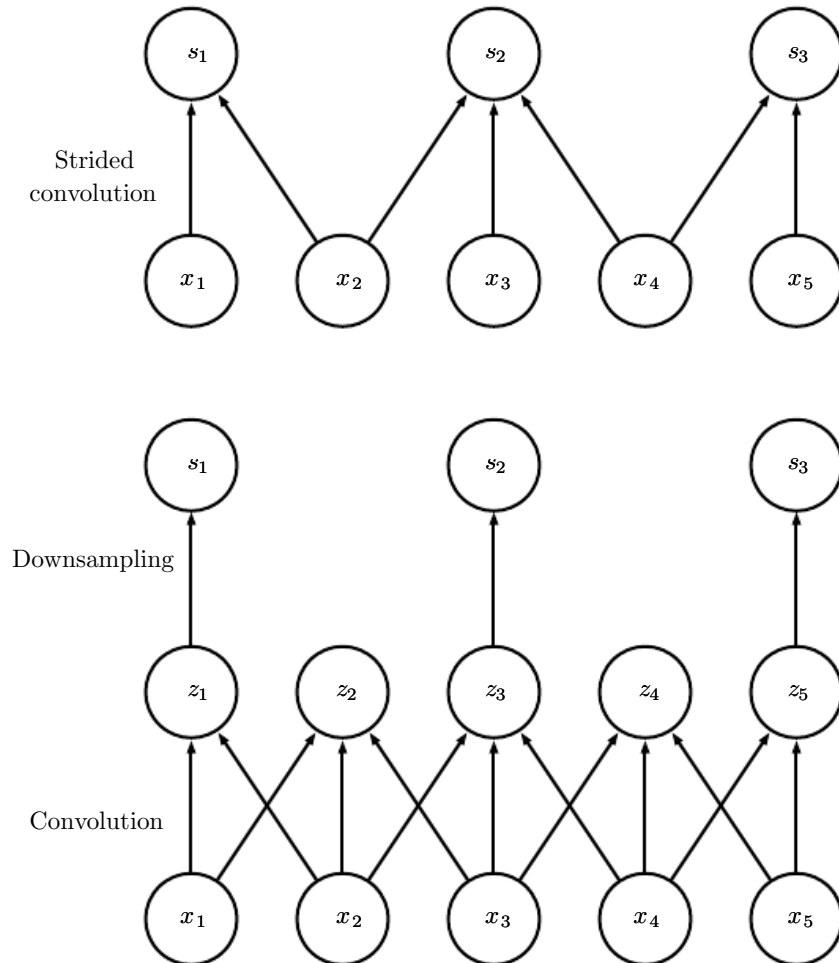 s₁ s₂ s₃
Strided
convolution
x₁ x₂ x₃ x₄ x₅
s₁ s₂ s₃
Downsampling
z₁ z₂ z₃ z₄ z₅
Convolution
x₁ x₂ x₃ x₄ x₅